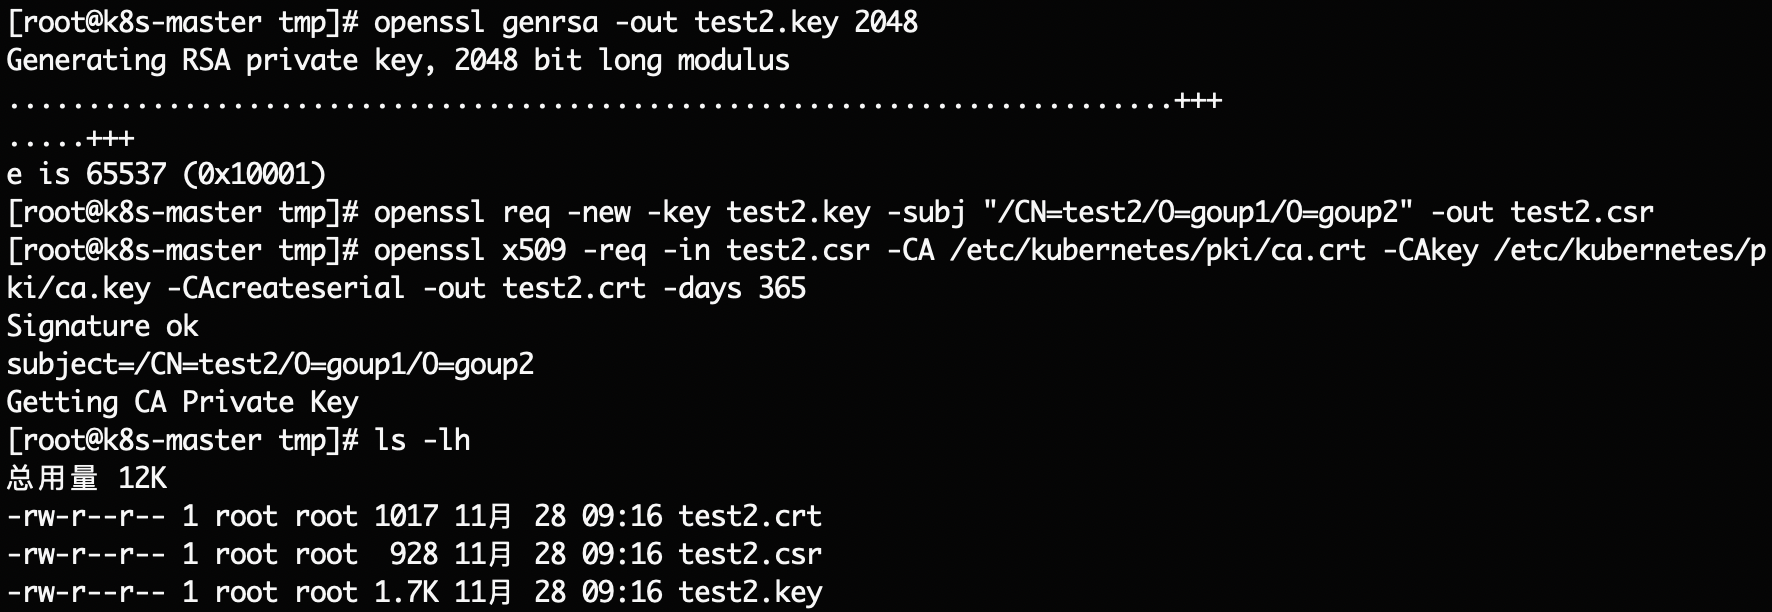 [root@k8s-master tmp]# openssl genrsa -out test2.key 2048
Generating RSA private key, 2048 bit long modulus
.........................................................................+++
.....+++
e is 65537 (0x10001)
[root@k8s-master tmp]# openssl req -new -key test2.key -subj "/CN=test2/O=goup1/O=goup2" -out test2.csr
[root@k8s-master tmp]# openssl x509 -req -in test2.csr -CA /etc/kubernetes/pki/ca.crt -CAkey /etc/kubernetes/p
ki/ca.key -CAcreateserial -out test2.crt -days 365
Signature ok
subject=/CN=test2/O=goup1/O=goup2
Getting CA Private Key
[root@k8s-master tmp]# ls -lh
总用量 12K
-rw-r--r-- 1 root root 1017 11月  28 09:16 test2.crt
-rw-r--r-- 1 root root  928 11月  28 09:16 test2.csr
-rw-r--r-- 1 root root 1.7K 11月  28 09:16 test2.key